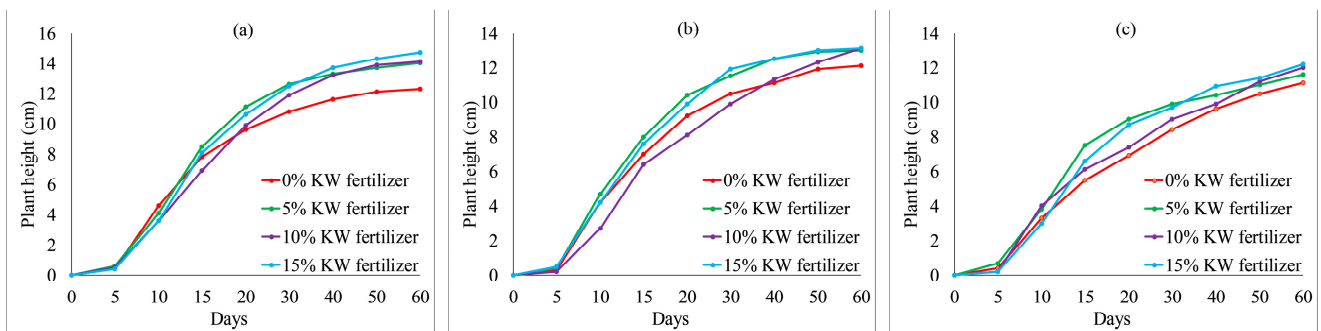 (a)
Plant height (cm)
16
14
12
10
8
6
4
2
0
0% KW fertilizer
5% KW fertilizer
10% KW fertilizer
15% KW fertilizer
0 5 10 15 20 30 40 50 60
Days
(b)
Plant height (cm)
14
12
10
8
6
4
2
0
0% KW fertilizer
5% KW fertilizer
10% KW fertilizer
15% KW fertilizer
0 5 10 15 20 30 40 50 60
Days
(c)
Plant height (cm)
14
12
10
8
6
4
2
0
0% KW fertilizer
5% KW fertilizer
10% KW fertilizer
15% KW fertilizer
0 5 10 15 20 30 40 50 60
Days